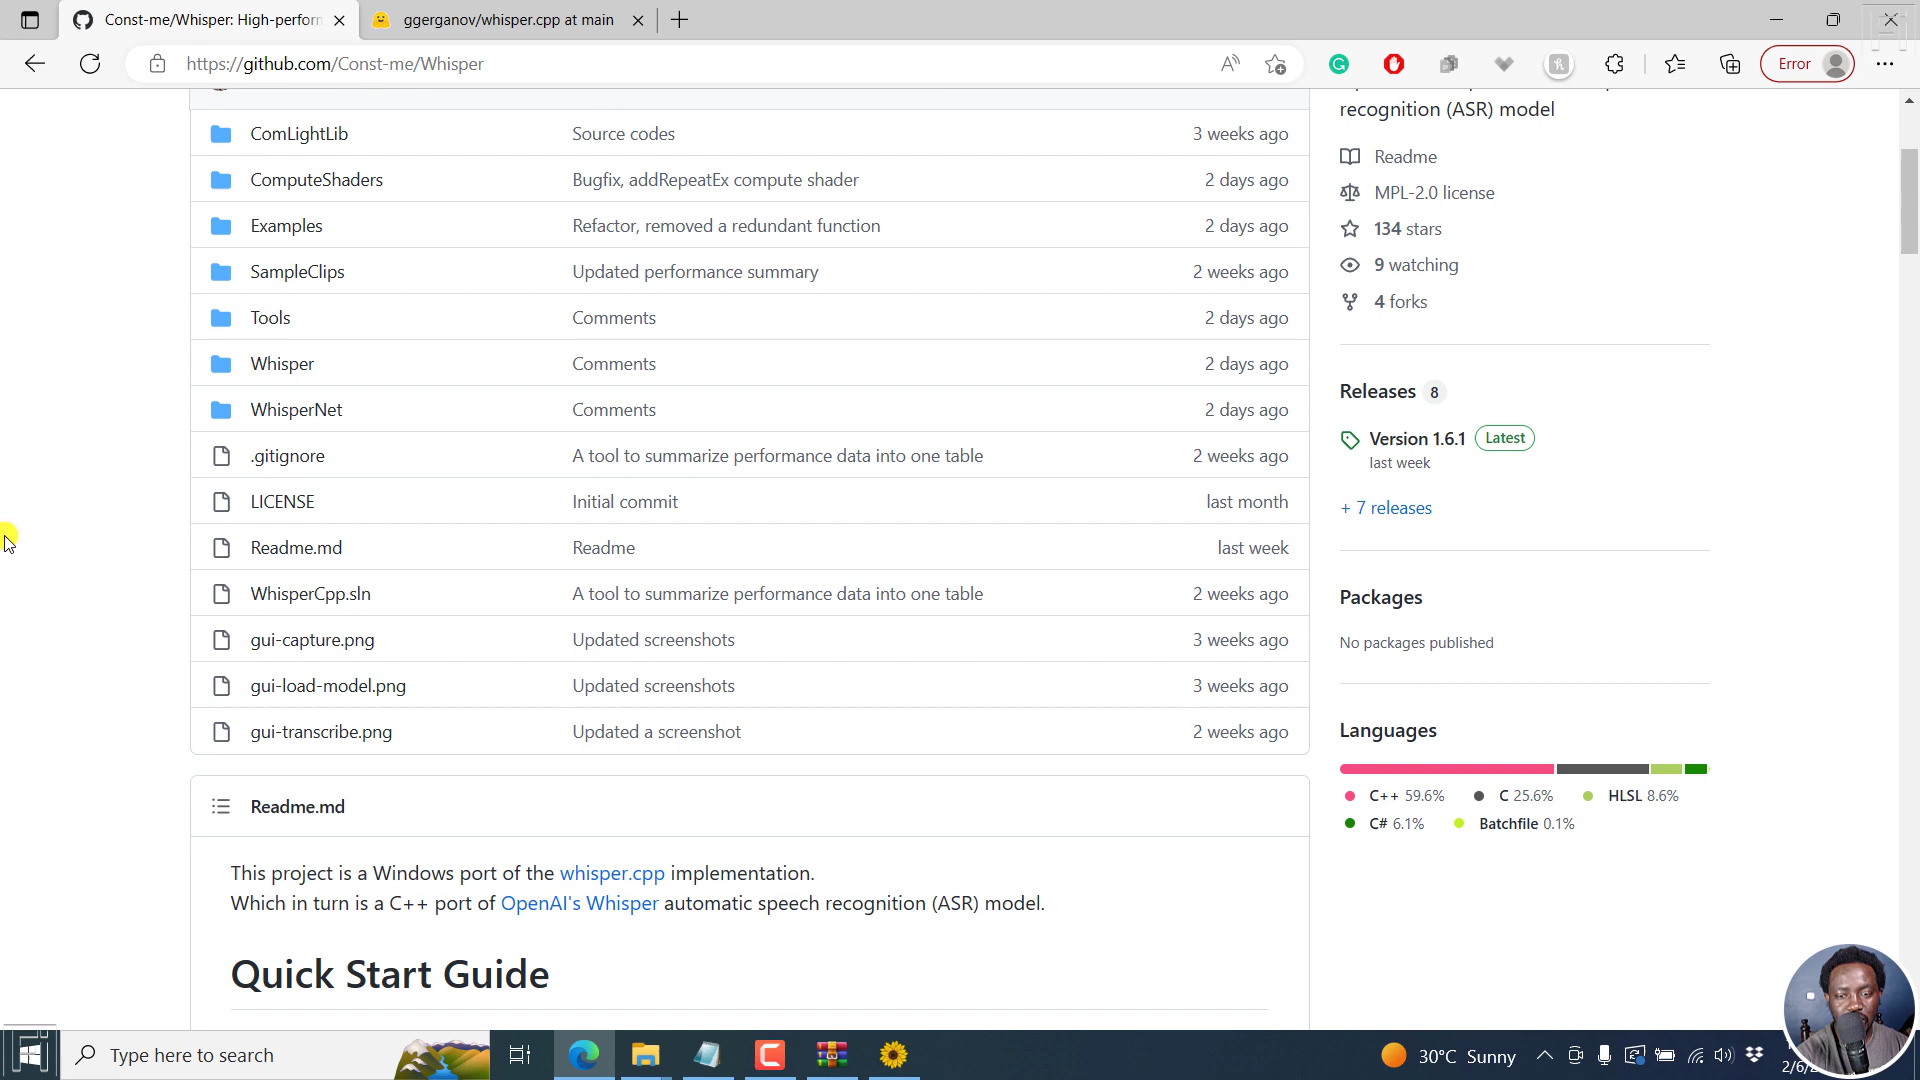 Const-me/Whisper: High-perforn
ggerganov/whisper.cpp at main
https://github.com/Const-me/Whisper
Error
recognition (ASR) model
ComLightLib Source codes 3 weeks ago
ComputeShaders Bugfix, addRepeatEx compute shader 2 days ago
Examples Refactor, removed a redundant function 2 days ago
SampleClips Updated performance summary 2 weeks ago
Tools Comments 2 days ago
Whisper Comments 2 days ago
WhisperNet Comments 2 days ago
.gitignore A tool to summarize performance data into one table 2 weeks ago
LICENSE Initial commit last month
Readme.md Readme last week
WhisperCpp.sln A tool to summarize performance data into one table 2 weeks ago
gui-capture.png Updated screenshots 3 weeks ago
gui-load-model.png Updated screenshots 3 weeks ago
gui-transcribe.png Updated a screenshot 2 weeks ago
Readme.md
This project is a Windows port of the whisper.cpp implementation.
Which in turn is a C++ port of OpenAI's Whisper automatic speech recognition (ASR) model.
Quick Start Guide
Readme
MPL-2.0 license
134 stars
9 watching
4 forks
Releases 8
Version 1.6.1 Latest
last week
+ 7 releases
Packages
No packages published
Languages
C++ 59.6% C 25.6% HLSL 8.6%
C# 6.1% Batchfile 0.1%
Type here to search
30°C Sunny